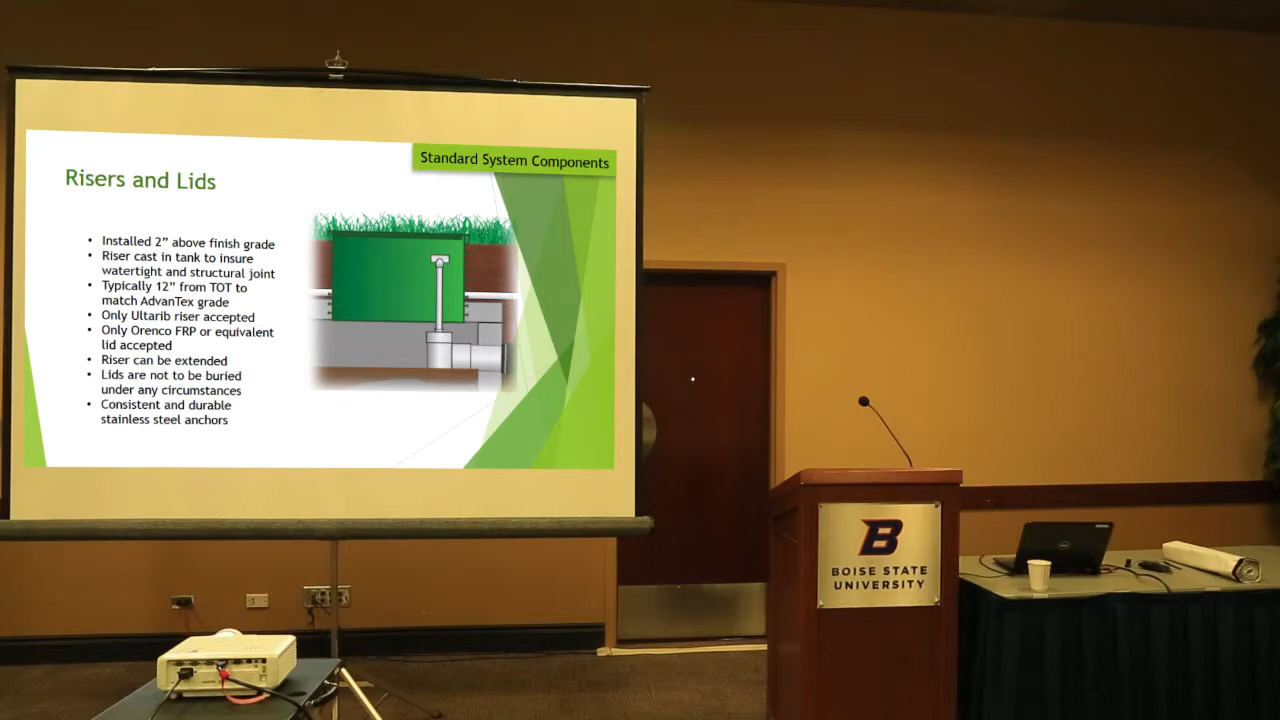 Standard System Components
Risers and Lids
• Installed 2” above finish grade
• Riser cast in tank to insure
watertight and structural joint
• Typically 12” from TOT to
match AdvanTex grade
• Only Ultarib riser accepted
• Only Orenco FRP or equivalent
lid accepted
• Riser can be extended
• Lids are not to be buried
under any circumstances
• Consistent and durable
stainless steel anchors
B
BOISE STATE
UNIVERSITY